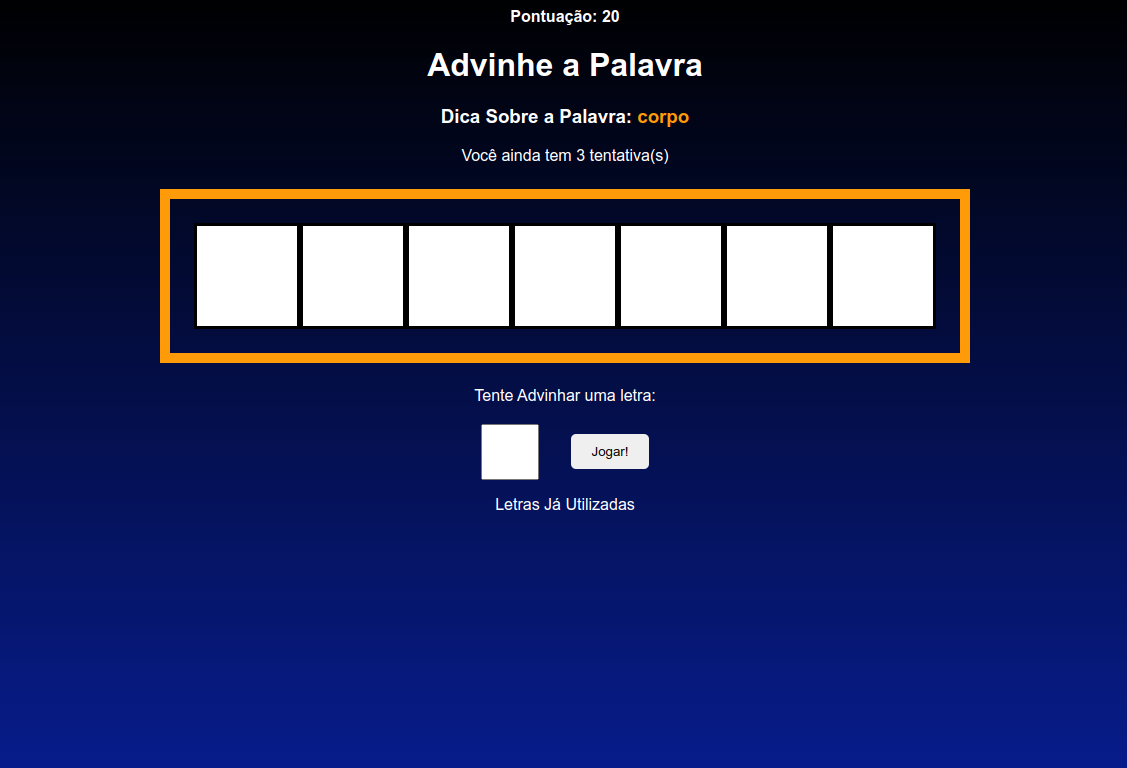 Pontuação: 20
Advinhe a Palavra
Dica Sobre a Palavra: corpo
Você ainda tem 3 tentativa(s)
Tente Advinhar uma letra:
Jogar!
Letras Já Utilizadas